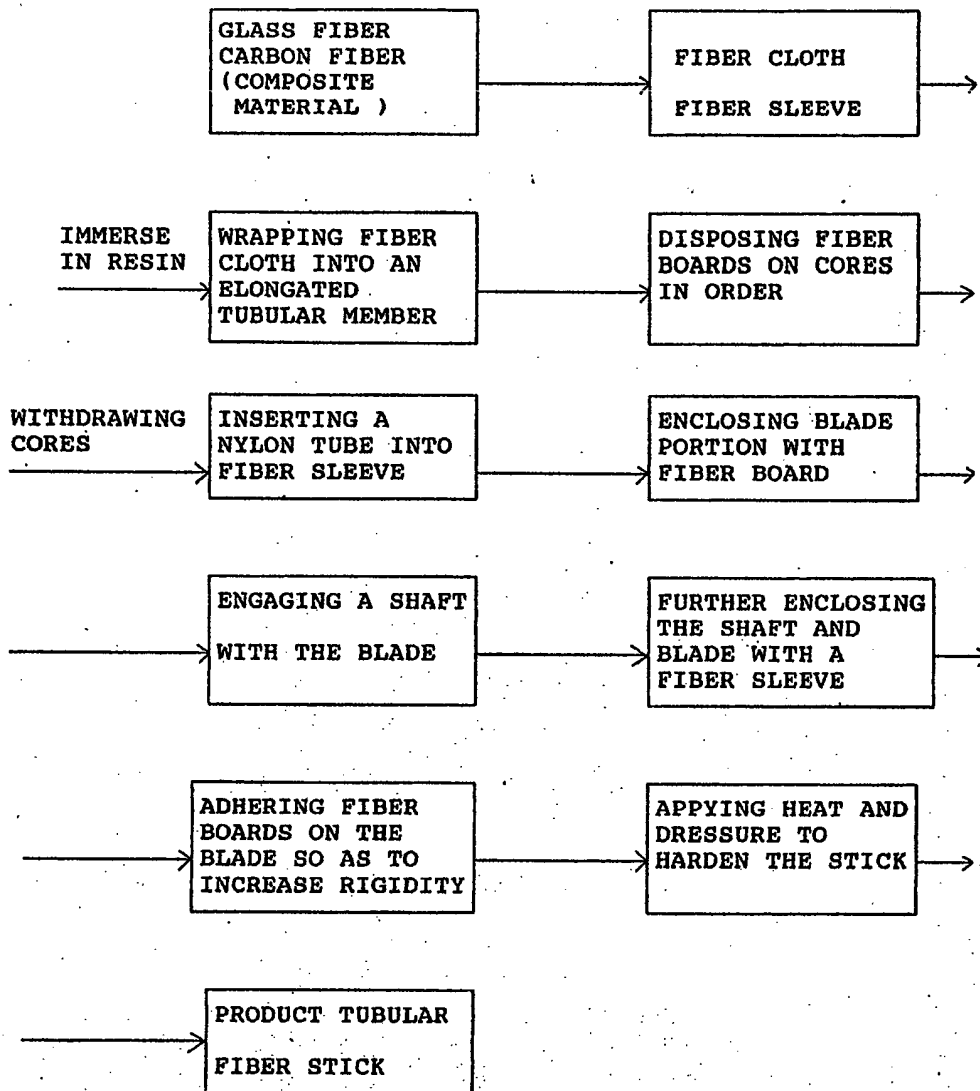 GLASS FIBER
CARBON FIBER
(COMPOSITE
MATERIAL )
FIBER CLOTH
FIBER SLEEVE
IMMERSE
IN RESIN
WRAPPING FIBER
CLOTH INTO AN
ELONGATED
TUBULAR MEMBER
DISPOSING FIBER
BOARDS ON CORES
IN ORDER
WITHDRAWING
CORES
INSERTING A
NYLON TUBE INTO
FIBER SLEEVE
ENCLOSING BLADE
PORTION WITH
FIBER BOARD
ENGAGING A SHAFT
WITH THE BLADE
FURTHER ENCLOSING
THE SHAFT AND
BLADE WITH A
FIBER SLEEVE
ADHERING FIBER
BOARDS ON THE
BLADE SO AS TO
INCREASE RIGIDITY
APPYING HEAT AND
DRESSURE TO
HARDEN THE STICK
PRODUCT TUBULAR
FIBER STICK